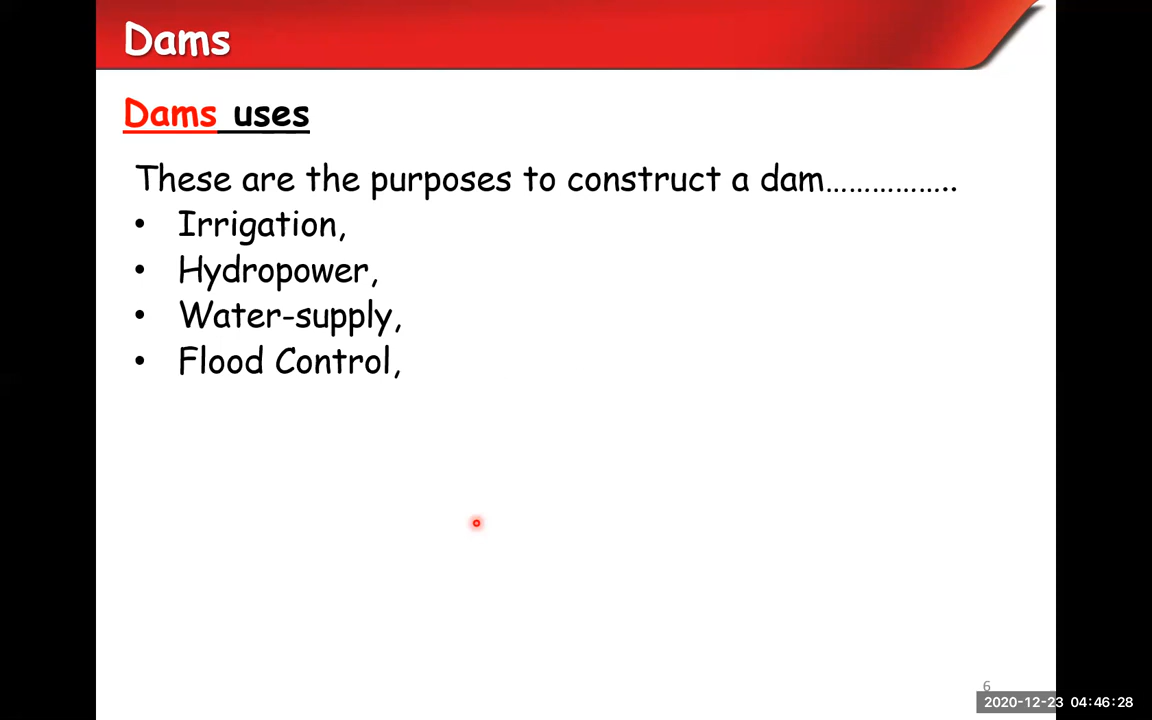 Dams
Dams uses
These are the purposes to construct a dam……………..
• Irrigation,
• Hydropower,
• Water-supply,
• Flood Control,
6
2020-12-23 04:46:28